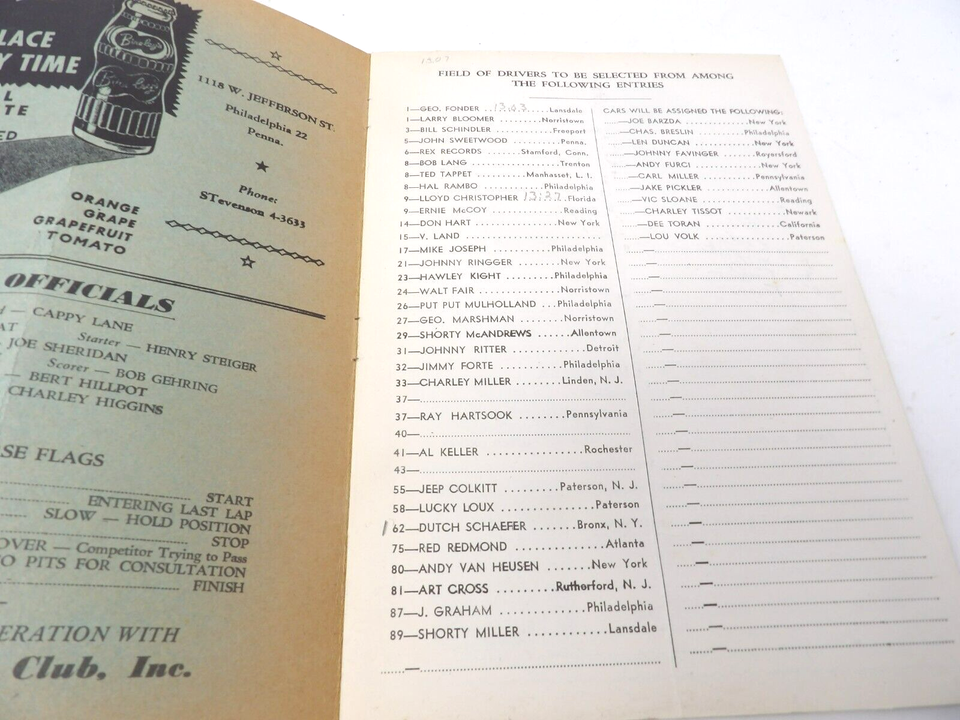 LACE
Y TIME
L
TE
ED
1118 W. JEFFERSON ST.
Philadelphia 22
Penna.
Phone:
STevenson 4-3633
ORANGE
GRAPE
GRAPEFRUIT
TOMATO
OFFICIALS
— CAPPY LANE
Starter — HENRY STEIGER
JOE SHERIDAN
Scorer — BOB GEHRING
— BERT HILLPOT
CHARLEY HIGGINS
SE FLAGS
START
ENTERING LAST LAP
SLOW — HOLD POSITION
STOP
OVER — Competitor Trying to Pass
O PITS FOR CONSULTATION
FINISH
ERATION WITH
Club, Inc.
1307
FIELD OF DRIVERS TO BE SELECTED FROM AMONG
THE FOLLOWING ENTRIES
1—GEO. FONDER ..13.03.....Lansdale
1—LARRY BLOOMER ..........Norristown
3—BILL SCHINDLER ...........Freeport
5—JOHN SWEETWOOD ..........Penna.
6—REX RECORDS ......Stamford, Conn.
8—BOB LANG ................Trenton
8—TED TAPPET ......Manhasset, L. I.
8—HAL RAMBO ............Philadelphia
9—LLOYD CHRISTOPHER 13:27.Florida
9—ERNIE McCOY .............Reading
14—DON HART .............New York
15—V. LAND ......................
17—MIKE JOSEPH .........Philadelphia
21—JOHNNY RINGGER .......New York
23—HAWLEY KIGHT ........Philadelphia
24—WALT FAIR ............Norristown
26—PUT PUT MULHOLLAND ...Philadelphia
27—GEO. MARSHMAN ........Norristown
29—SHORTY McANDREWS ......Allentown
31—JOHNNY RITTER ............Detroit
32—JIMMY FORTE .........Philadelphia
33—CHARLEY MILLER ........Linden, N. J.
37—..............................
37—RAY HARTSOOK ........Pennsylvania
40—..............................
41—AL KELLER ................Rochester
43—..............................
55—JEEP COLKITT .........Paterson, N. J.
58—LUCKY LOUX ..............Paterson
62—DUTCH SCHAEFER .......Bronx, N. Y.
75—RED REDMOND .............Atlanta
80—ANDY VAN HEUSEN .......New York
81—ART CROSS .........Rutherford, N. J.
87—J. GRAHAM ............Philadelphia
89—SHORTY MILLER ............Lansdale
CARS WILL BE ASSIGNED THE FOLLOWING:
......—JOE BARZDA ............New York
......—CHAS. BRESLIN ......Philadelphia
......—LEN DUNCAN ..........New York
......—JOHNNY FAVINGER ....Royersford
......—ANDY FURCI ...........New York
......—CARL MILLER .......Pennsylvania
......—JAKE PICKLER .........Allentown
......—VIC SLOANE ............Reading
......—CHARLEY TISSOT ........Newark
......—DEE TORAN ...........California
......—LOU VOLK ............Paterson